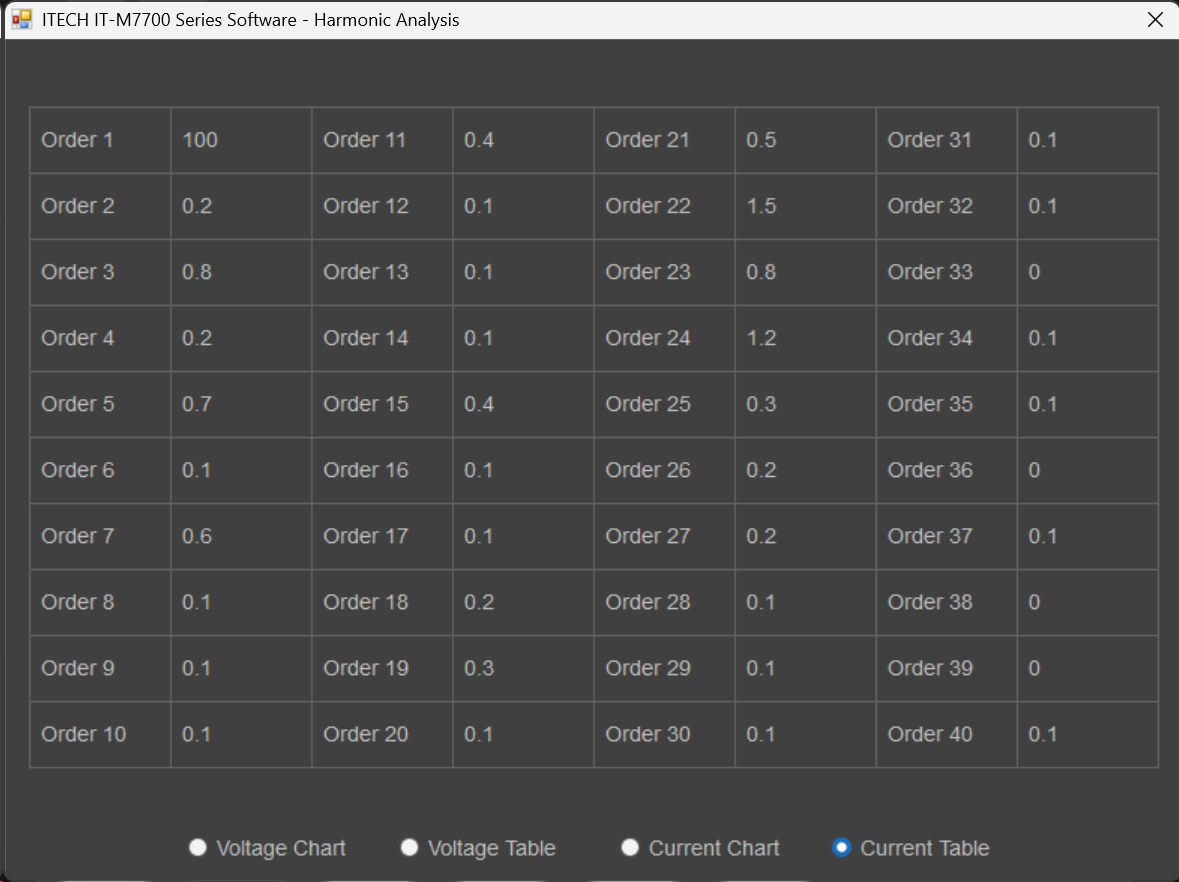 ITECH IT-M7700 Series Software - Harmonic Analysis
Order 1 100 Order 11 0.4 Order 21 0.5 Order 31 0.1
Order 2 0.2 Order 12 0.1 Order 22 1.5 Order 32 0.1
Order 3 0.8 Order 13 0.1 Order 23 0.8 Order 33 0
Order 4 0.2 Order 14 0.1 Order 24 1.2 Order 34 0.1
Order 5 0.7 Order 15 0.4 Order 25 0.3 Order 35 0.1
Order 6 0.1 Order 16 0.1 Order 26 0.2 Order 36 0
Order 7 0.6 Order 17 0.1 Order 27 0.2 Order 37 0.1
Order 8 0.1 Order 18 0.2 Order 28 0.1 Order 38 0
Order 9 0.1 Order 19 0.3 Order 29 0.1 Order 39 0
Order 10 0.1 Order 20 0.1 Order 30 0.1 Order 40 0.1
Voltage Chart Voltage Table Current Chart Current Table